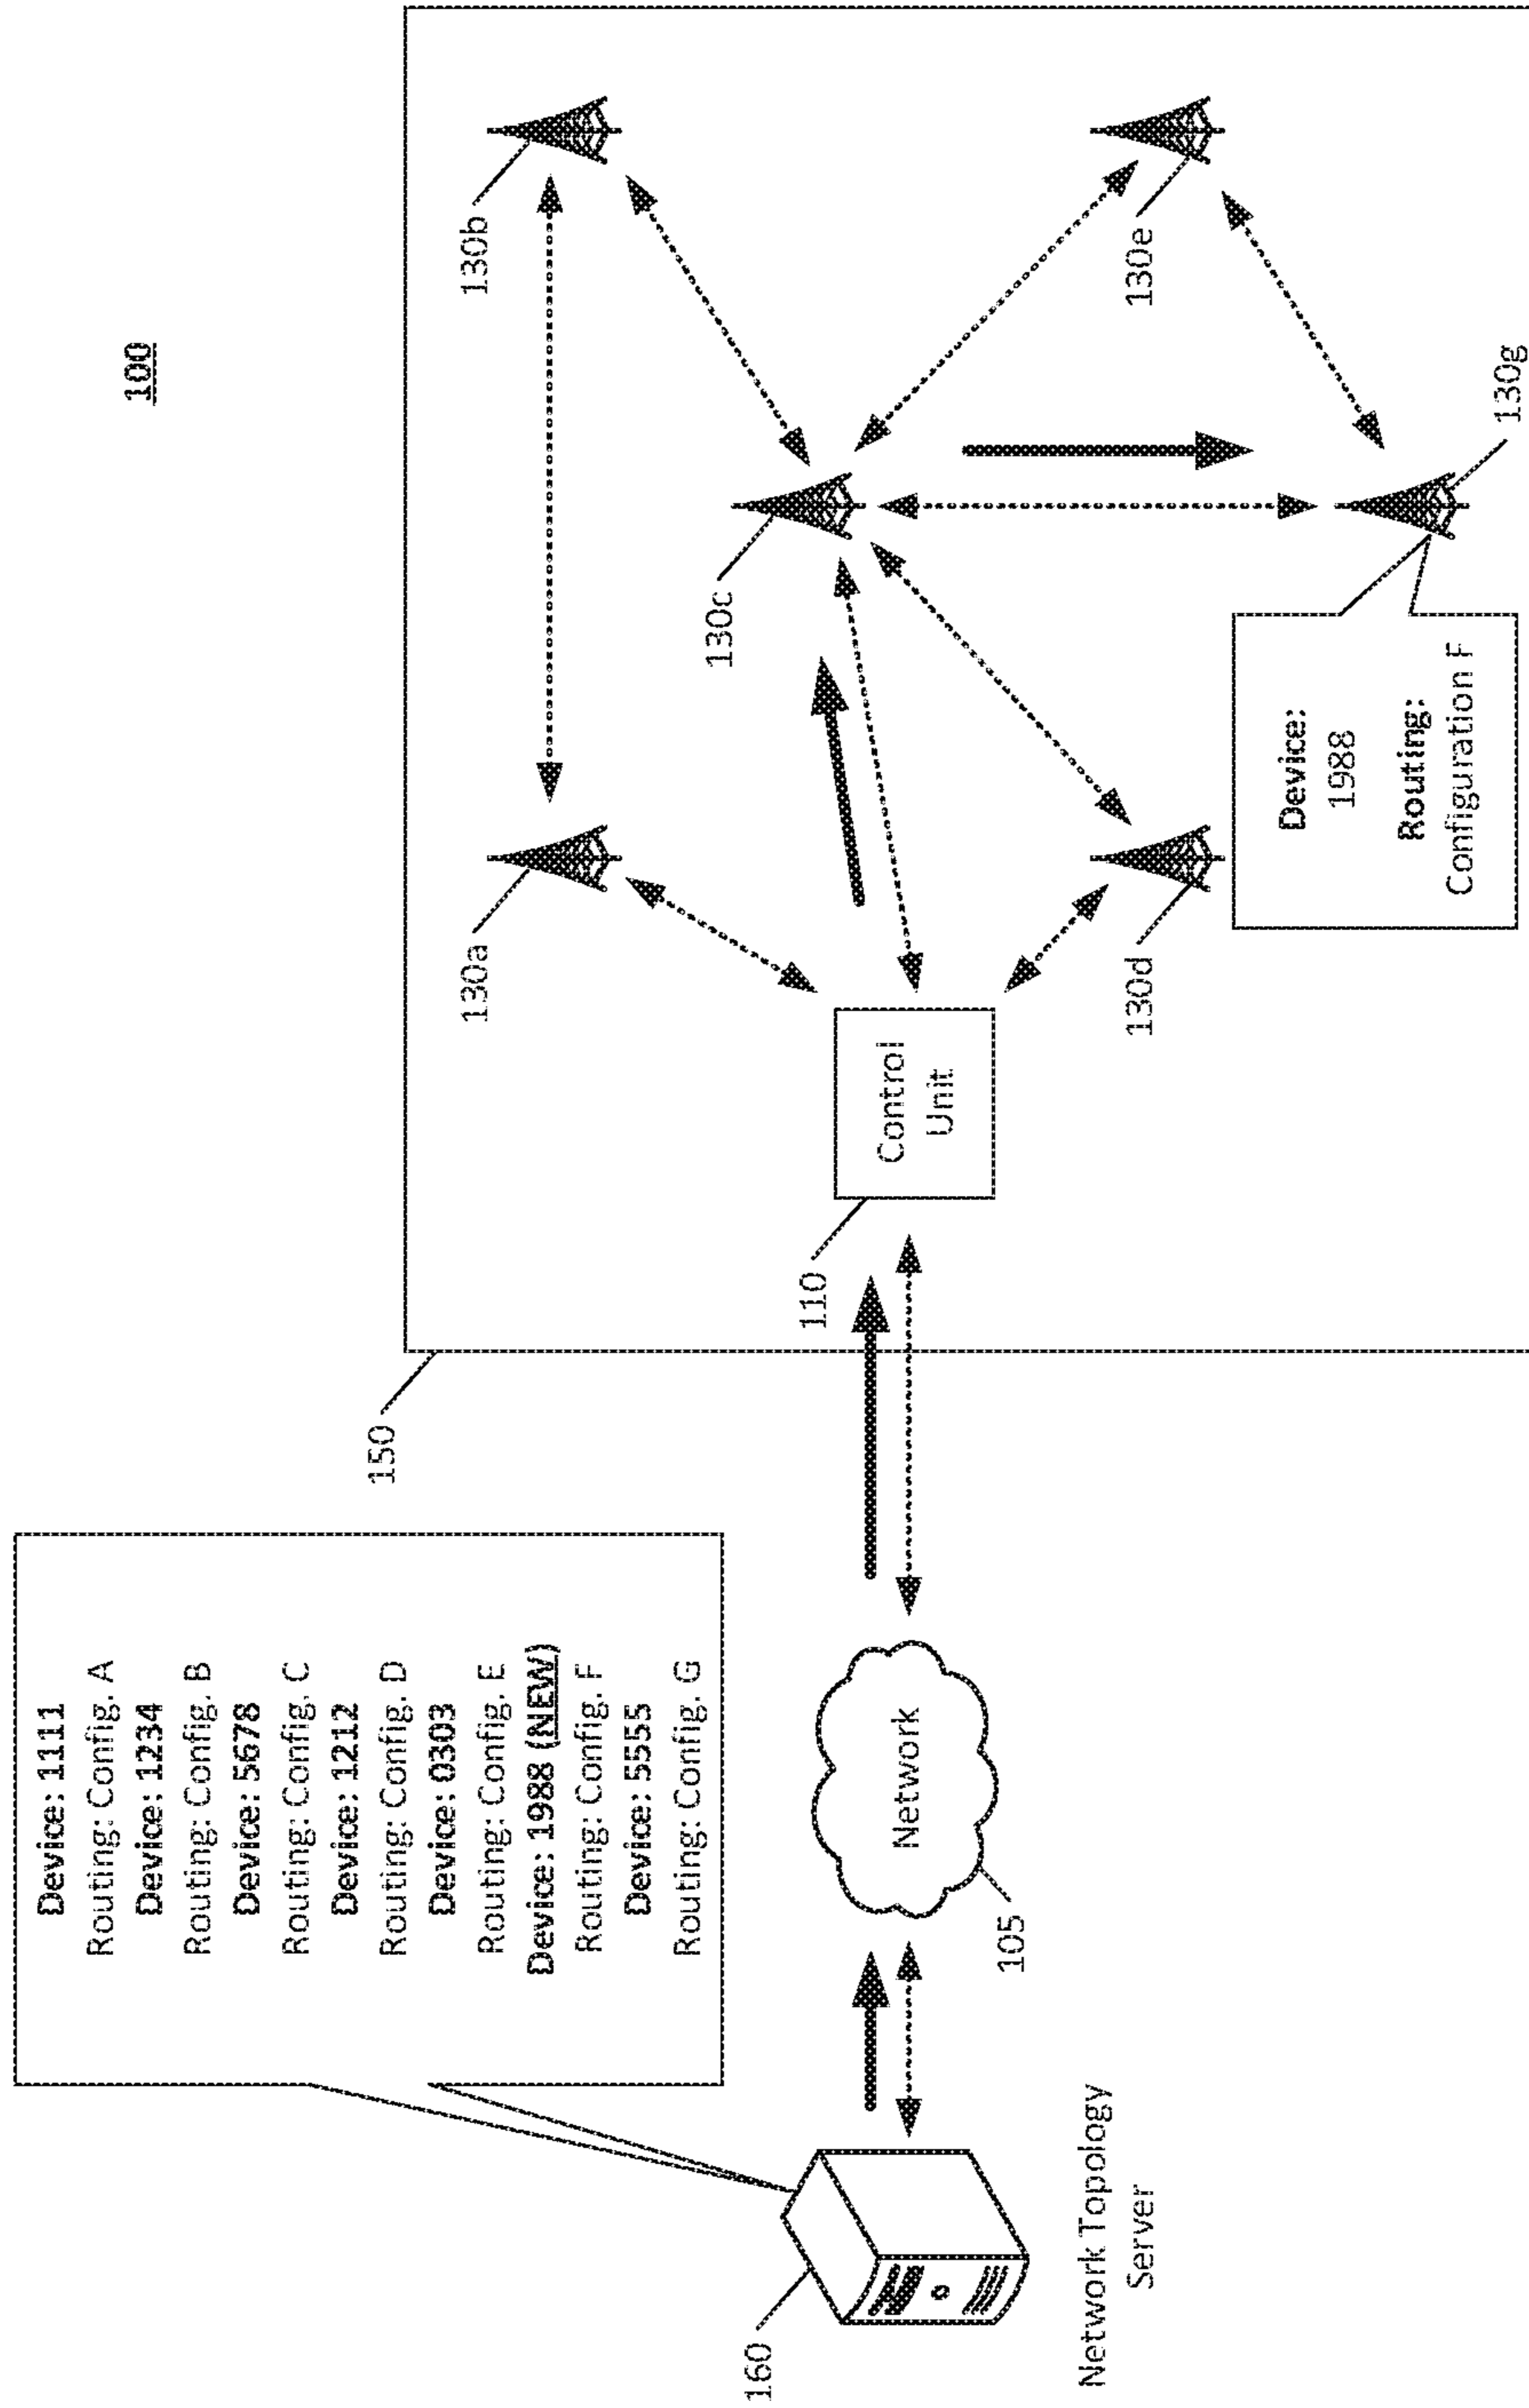 100
Device: 1111
Routing: Config. A
Device: 1234
Routing: Config. B
Device: 5678
Routing: Config. C
Device: 1212
Routing: Config. D
Device: 0303
Routing: Config. E
Device: 1988 (NEW)
Routing: Config. F
Device: 5555
Routing: Config. G
150
130a
130b
130c
160
Network
110
Control
Unit
105
130d
130e
Network Topology
Server
Device:
1988
Routing:
Configuration F
130g